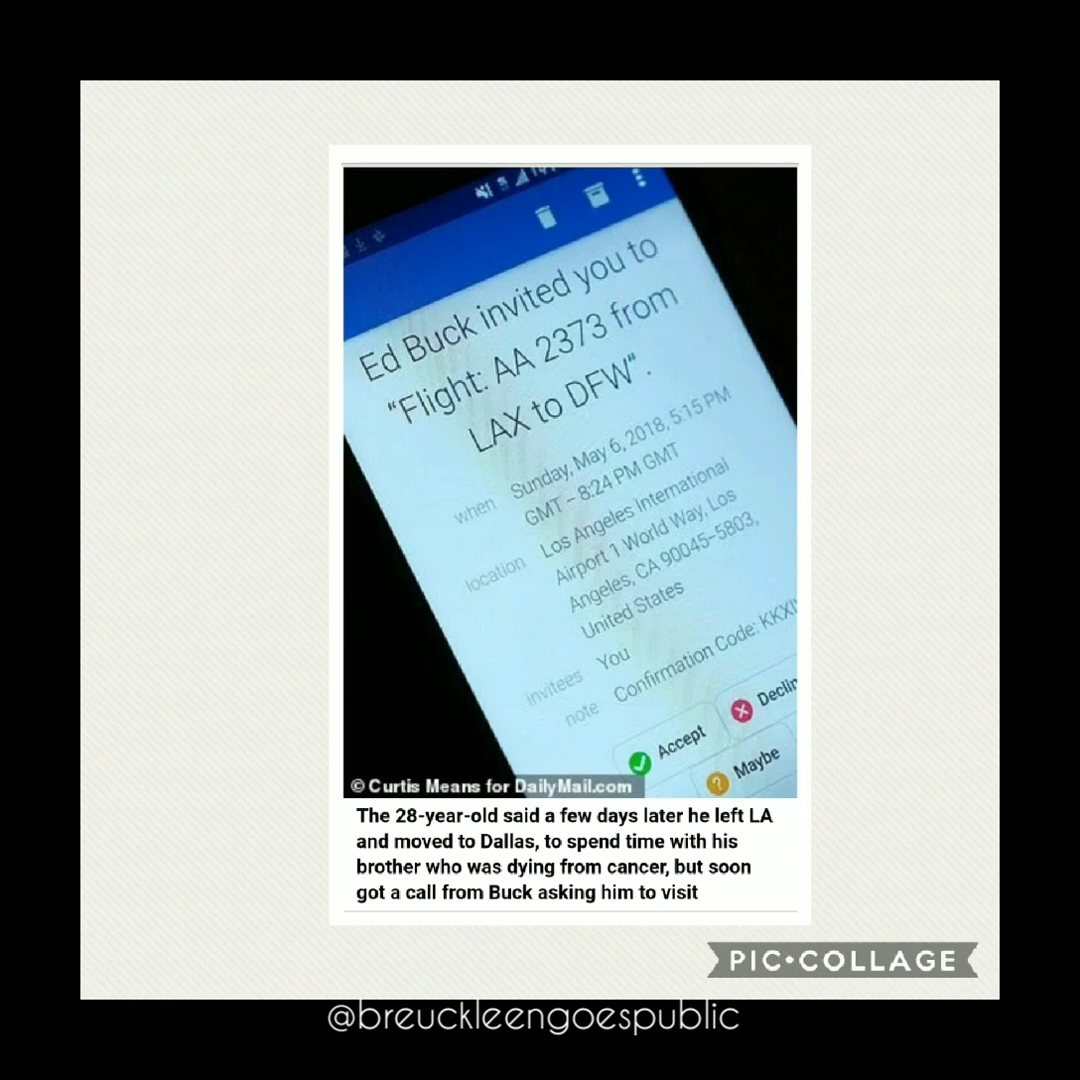 Ed Buck invited you to
“Flight: AA 2373 from
LAX to DFW”.
when Sunday, May 6, 2018, 5:15 PM
GMT – 8:24 PM GMT
location Los Angeles International
Airport 1 World Way, Los
Angeles, CA 90045–5803,
United States
invitees You
note Confirmation Code:
Accept
Maybe
© Curtis Means for DailyMail.com
The 28-year-old said a few days later he left LA
and moved to Dallas, to spend time with his
brother who was dying from cancer, but soon
got a call from Buck asking him to visit
PIC•COLLAGE
@breuckleengoespublic